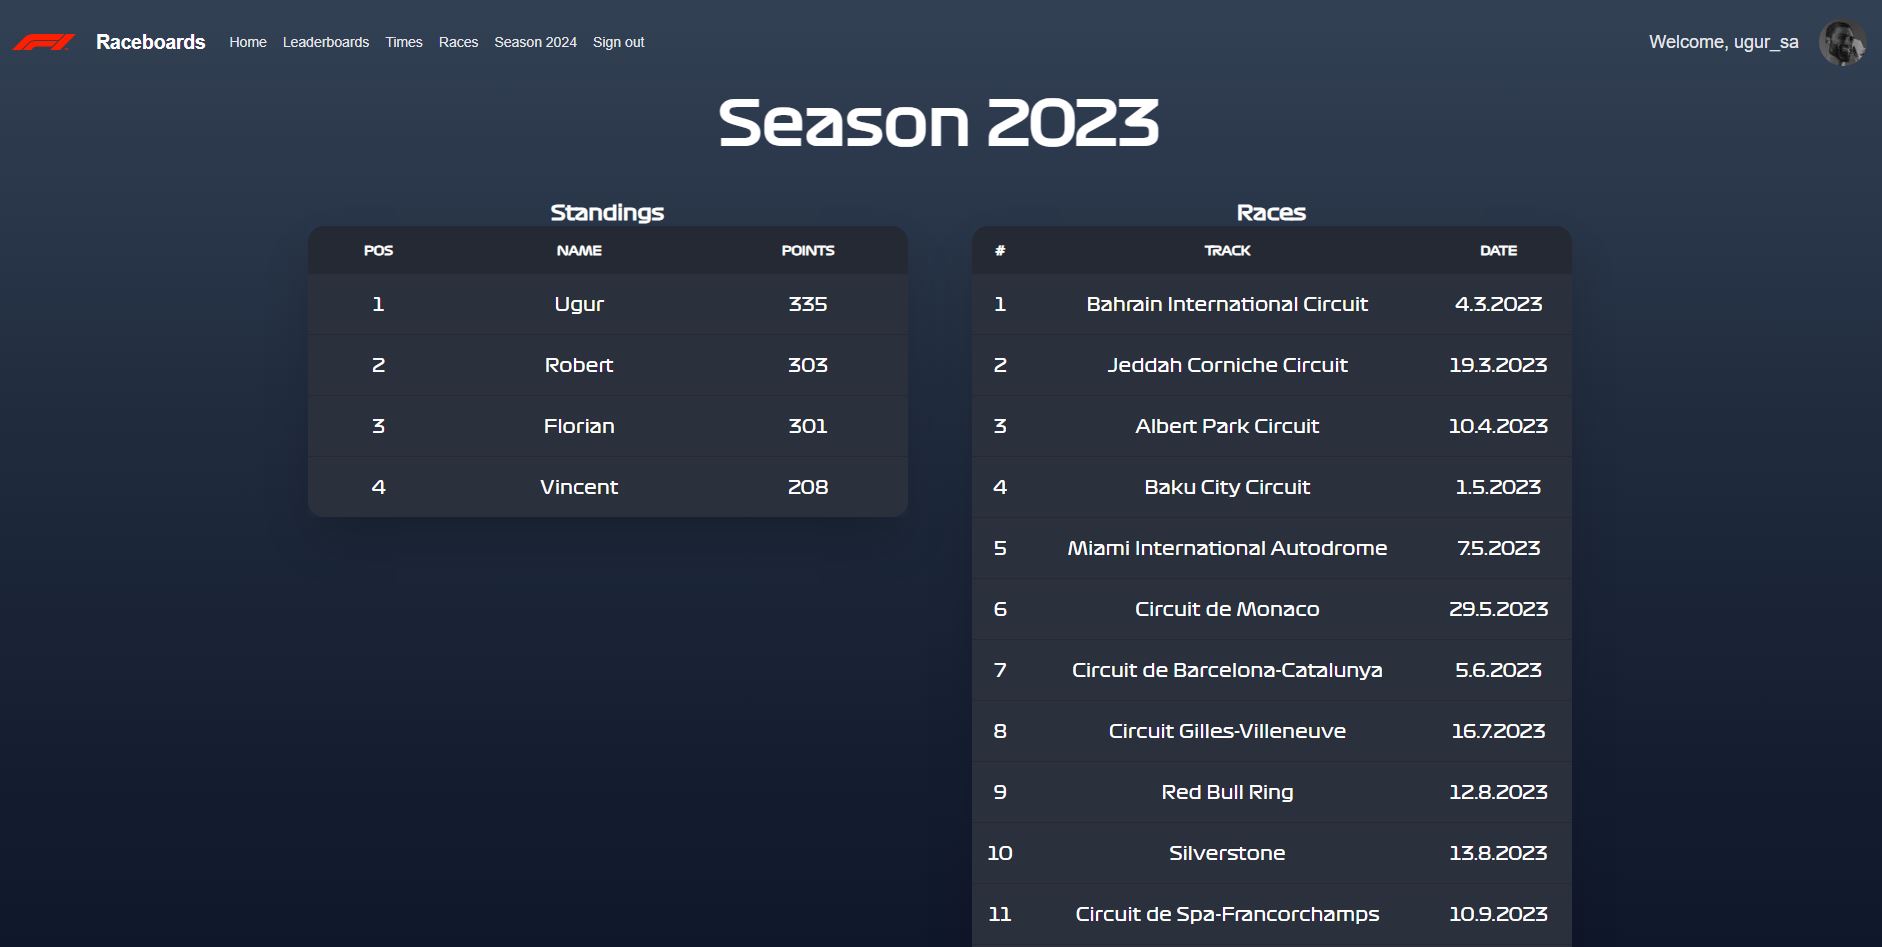 Raceboards Home Leaderboards Times Races Season 2024 Sign out Welcome, ugur_sa
Season 2023
Standings
POS NAME POINTS
1 Ugur 335
2 Robert 303
3 Florian 301
4 Vincent 208
Races
# TRACK DATE
1 Bahrain International Circuit 4.3.2023
2 Jeddah Corniche Circuit 19.3.2023
3 Albert Park Circuit 10.4.2023
4 Baku City Circuit 1.5.2023
5 Miami International Autodrome 7.5.2023
6 Circuit de Monaco 29.5.2023
7 Circuit de Barcelona-Catalunya 5.6.2023
8 Circuit Gilles-Villeneuve 16.7.2023
9 Red Bull Ring 12.8.2023
10 Silverstone 13.8.2023
11 Circuit de Spa-Francorchamps 10.9.2023